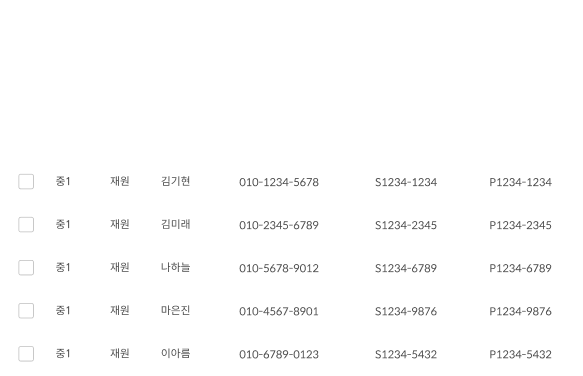 중1 재원 김기현 010-1234-5678 S1234-1234 P1234-1234
중1 재원 김미래 010-2345-6789 S1234-2345 P1234-2345
중1 재원 나하늘 010-5678-9012 S1234-6789 P1234-6789
중1 재원 마은진 010-4567-8901 S1234-9876 P1234-9876
중1 재원 이아름 010-6789-0123 S1234-5432 P1234-5432